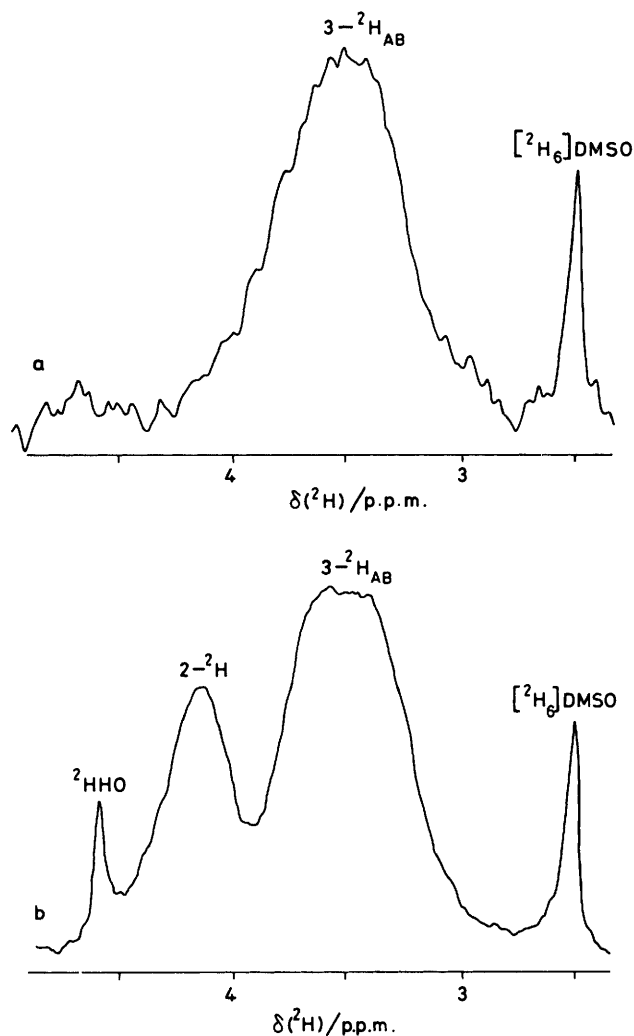 3-²H_AB
[²H₆]DMSO
a
4 3
δ(²H)/p.p.m.
3-²H_AB
2-²H
[²H₆]DMSO
²HHO
b
4 3
δ(²H)/p.p.m.